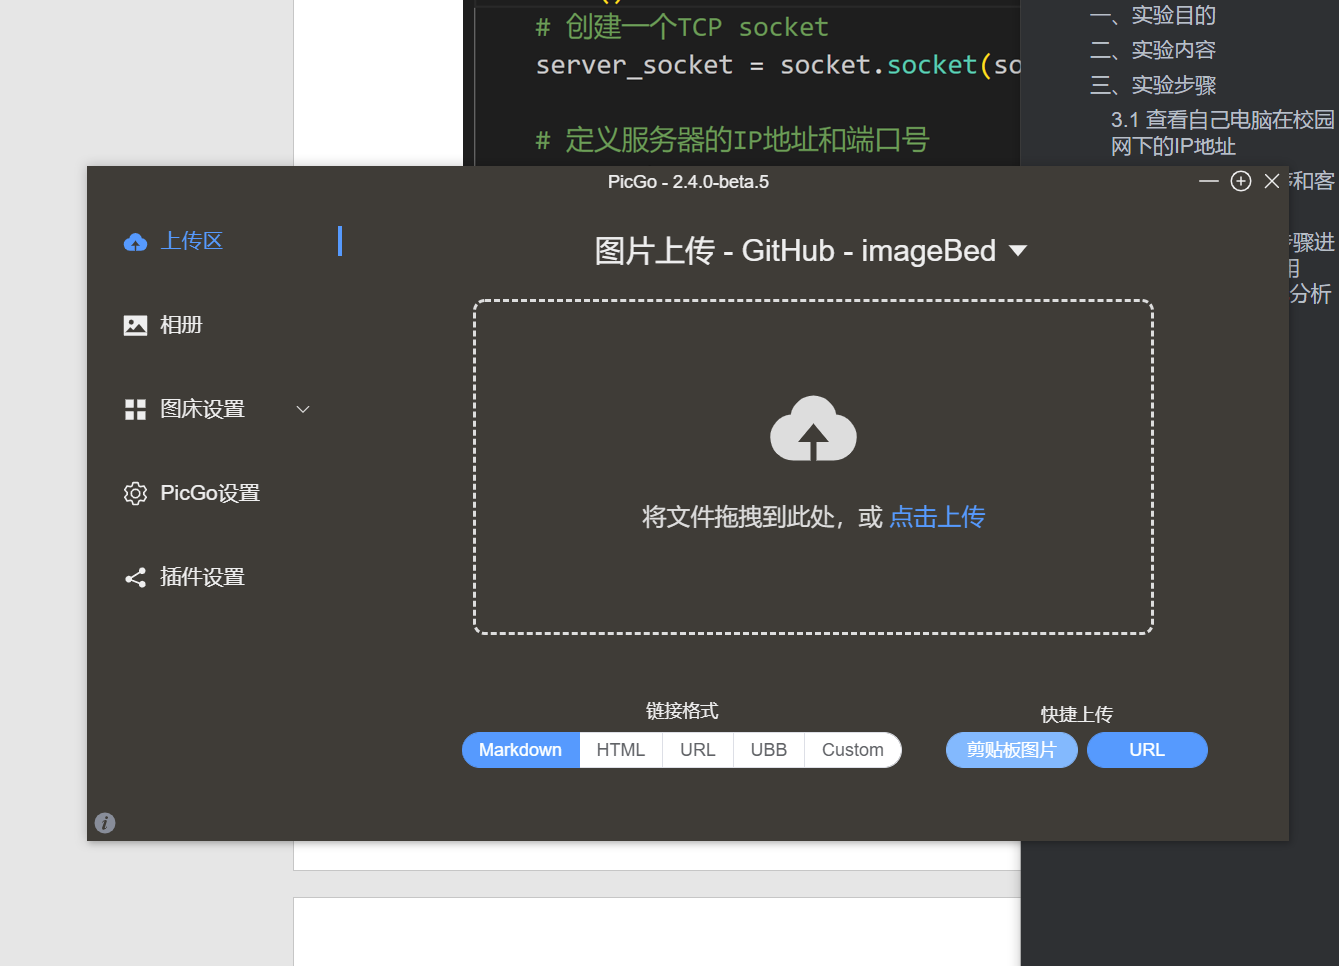 # 创建一个TCP socket
server_socket = socket.socket(so
# 定义服务器的IP地址和端口号
一、实验目的
二、实验内容
三、实验步骤
3.1 查看自己电脑在校园
网下的IP地址
和客
骤进
用
分析
PicGo - 2.4.0-beta.5
上传区
相册
图床设置
PicGo设置
插件设置
图片上传 - GitHub - imageBed
将文件拖拽到此处，或 点击上传
链接格式
Markdown HTML URL UBB Custom
快捷上传
剪贴板图片 URL